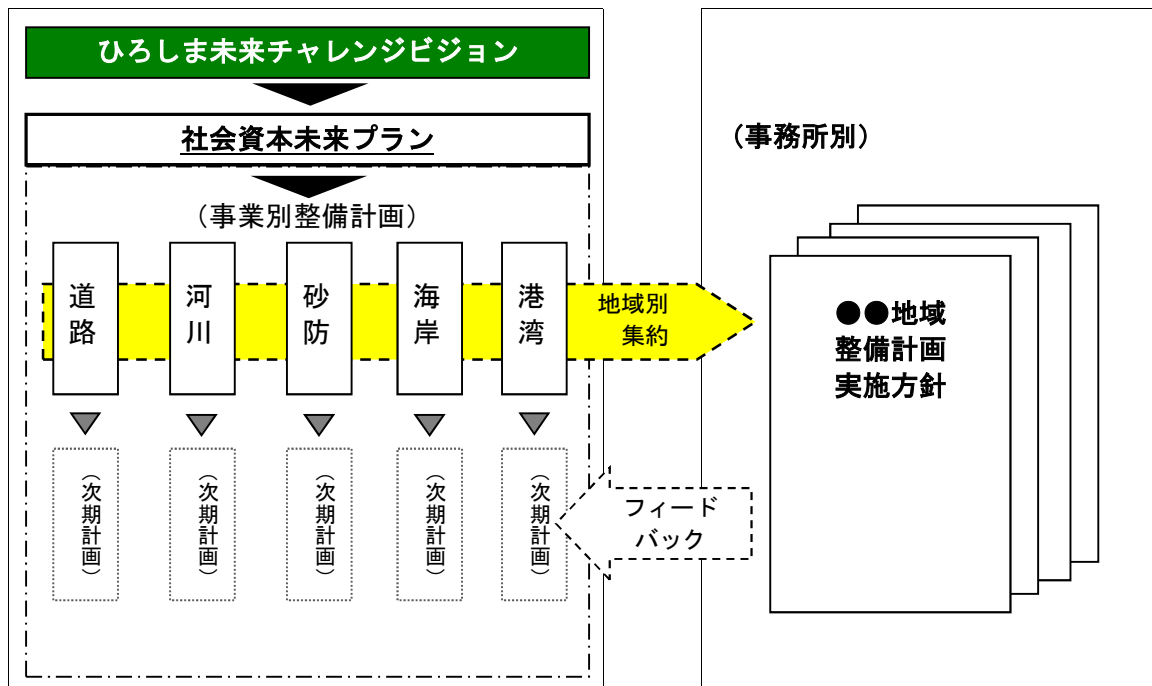 ひろしま未来チャレンジビジョン
社会資本未来プラン
（事業別整備計画）
道路
河川
砂防
海岸
港湾
地域別
集約
（次期計画）
（次期計画）
（次期計画）
（次期計画）
（次期計画）
フィード
バック
（事務所別）
●●地域
整備計画
実施方針